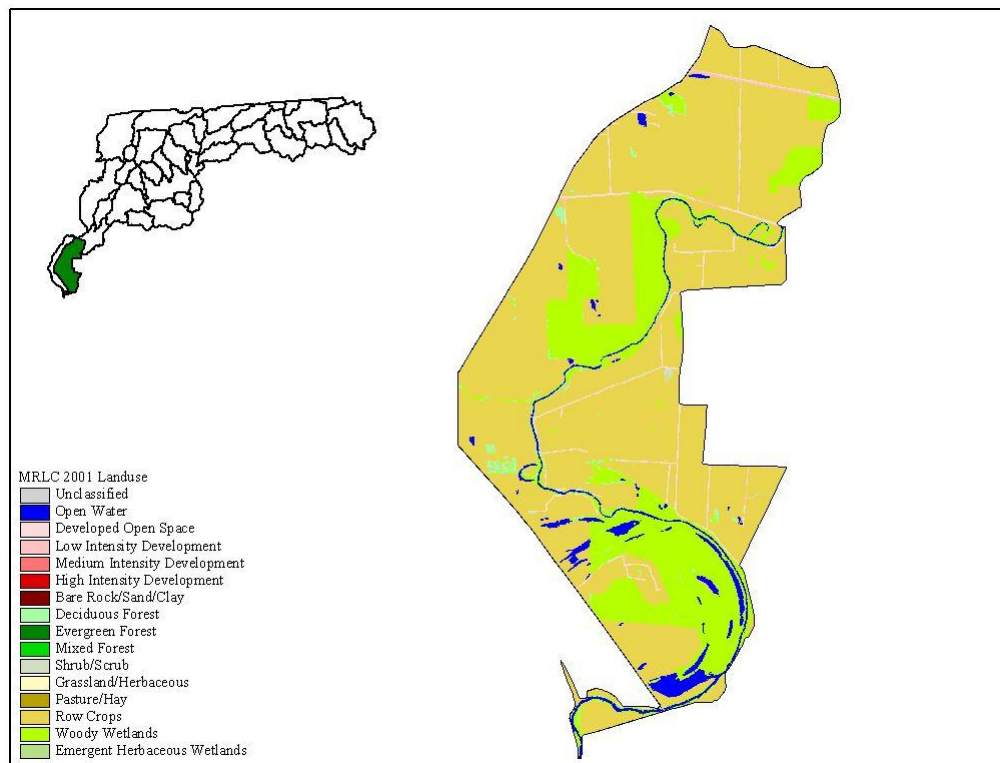 MRLC 2001 Landuse
Unclassified
Open Water
Developed Open Space
Low Intensity Development
Medium Intensity Development
High Intensity Development
Bare Rock/Sand/Clay
Deciduous Forest
Evergreen Forest
Mixed Forest
Shrub/Scrub
Grassland/Herbaceous
Pasture/Hay
Row Crops
Woody Wetlands
Emergent Herbaceous Wetlands